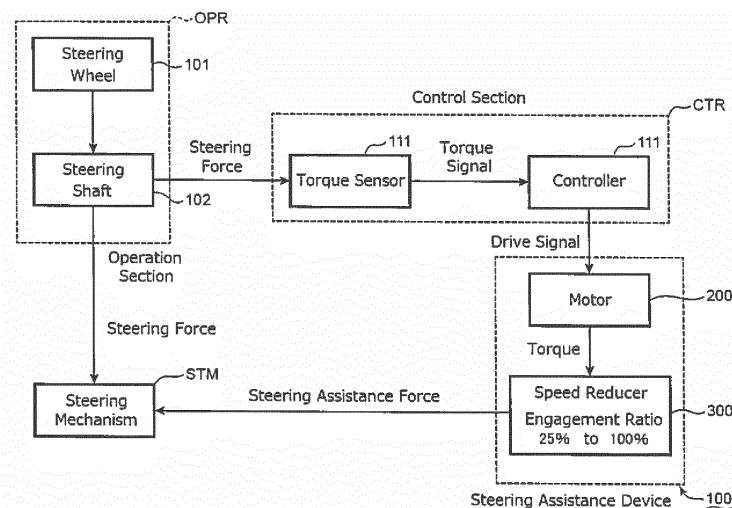 OPR
Steering
Wheel
101
Control Section
CTR
Steering
Force
111
Torque
Signal
111
Steering
Shaft
102
Torque Sensor
Controller
Operation
Section
Drive Signal
Motor
200
Steering Force
Torque
STM
Steering
Mechanism
Steering Assistance Force
Speed Reducer
Engagement Ratio
25% to 100%
300
Steering Assistance Device
100